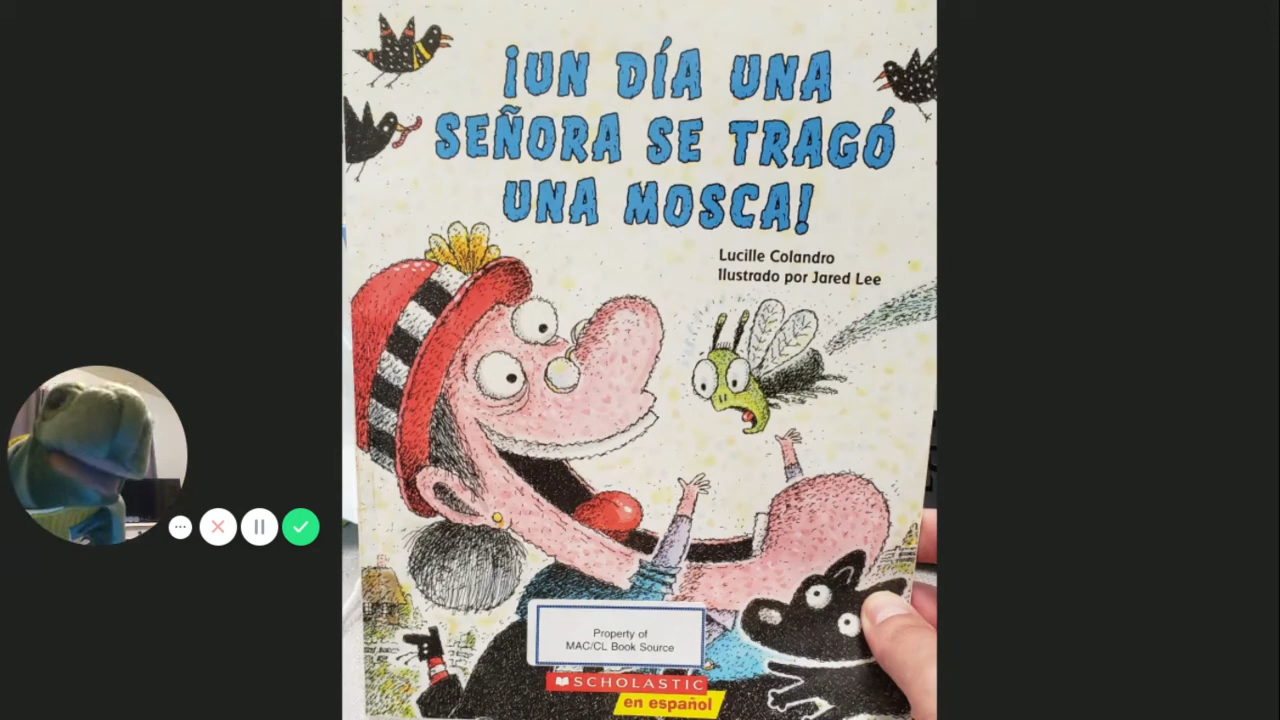 ¡UN DÍA UNA
SEÑORA SE TRAGÓ
UNA MOSCA!
Lucille Colandro
Ilustrado por Jared Lee
Property of
MAC/CL Book Source
SCHOLASTIC
en español